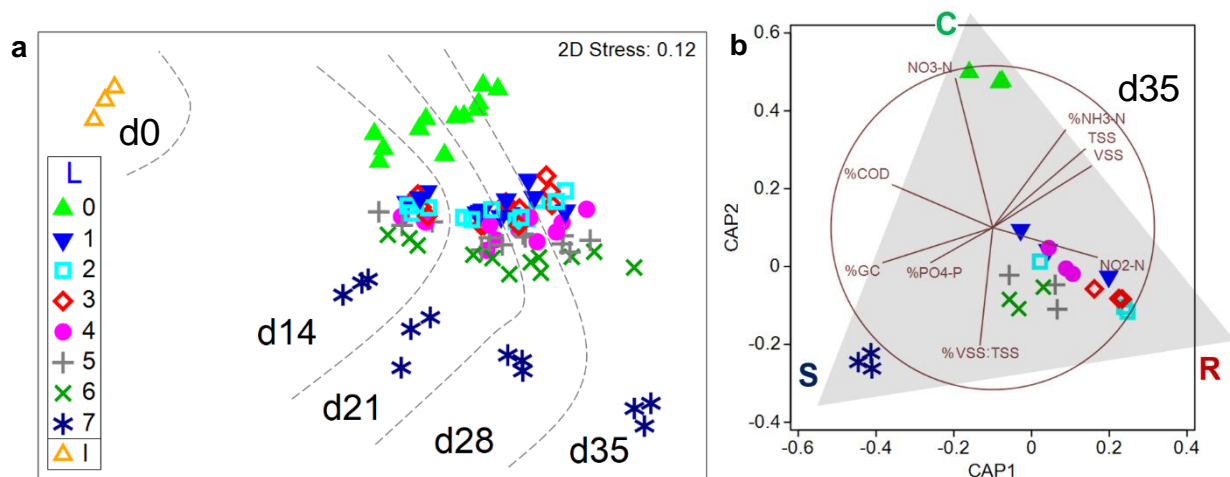 a
2D Stress: 0.12
d0
d14
d21
d28
d35
L
0
1
2
3
4
5
6
7
I
b
C
d35
S
R
NO3-N
%NH3-N
TSS
VSS
%COD
%GC
%PO4-P
NO2-N
%VSS:TSS
CAP2
0.6
0.4
0.2
0
-0.2
-0.4
-0.6 -0.4 -0.2 0 0.2 0.4
CAP1